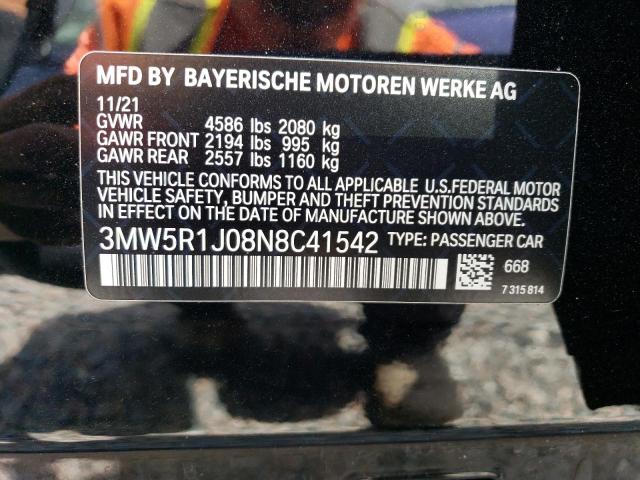 MFD BY BAYERISCHE MOTOREN WERKE AG
11/21
GVWR 4586 lbs 2080 kg
GAWR FRONT 2194 lbs 995 kg
GAWR REAR 2557 lbs 1160 kg
THIS VEHICLE CONFORMS TO ALL APPLICABLE U.S.FEDERAL MOTOR
VEHICLE SAFETY, BUMPER AND THEFT PREVENTION STANDARDS
IN EFFECT ON THE DATE OF MANUFACTURE SHOWN ABOVE.
3MW5R1J08N8C41542 TYPE: PASSENGER CAR
668
7 315 814